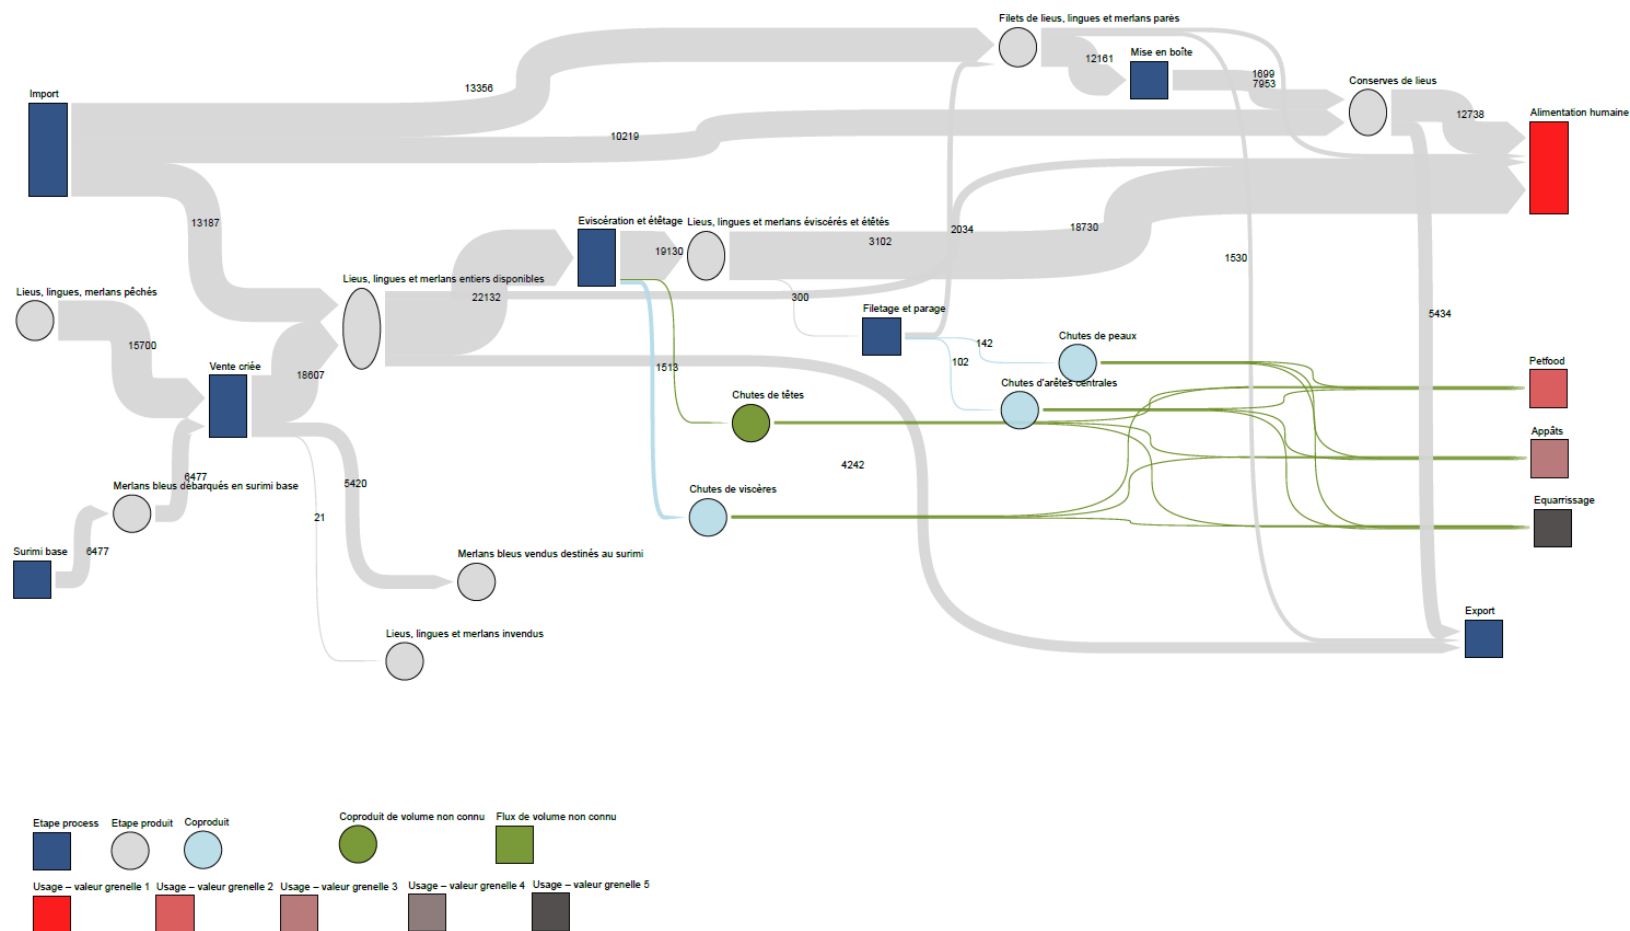 Filets de lieus, lingues et merlans parés
Mise en boîte
12161
1699
7953
Conserves de lieus
Import
13356
12738
Alimentation humaine
10219
13187
Eviscération et étêtage
Lieus, lingues et merlans éviscérés et étêtés
2034
18730
3102
19130
1530
Lieus, lingues et merlans entiers disponibles
Lieus, lingues, merlans pêchés
22132
300
Filetage et parage
5434
15700
142
Chutes de peaux
102
Vente criée
18607
1513
Petfood
Chutes d'arêtes centrales
Chutes de têtes
Appâts
4242
6477
Merlans bleus débarqués en surimi base
5420
Chutes de viscères
Equarrissage
21
Surimi base
6477
Merlans bleus vendus destinés au surimi
Export
Lieus, lingues et merlans invendus
Etape process
Etape produit
Coproduit
Coproduit de volume non connu
Flux de volume non connu
Usage – valeur grenelle 1
Usage – valeur grenelle 2
Usage – valeur grenelle 3
Usage – valeur grenelle 4
Usage – valeur grenelle 5